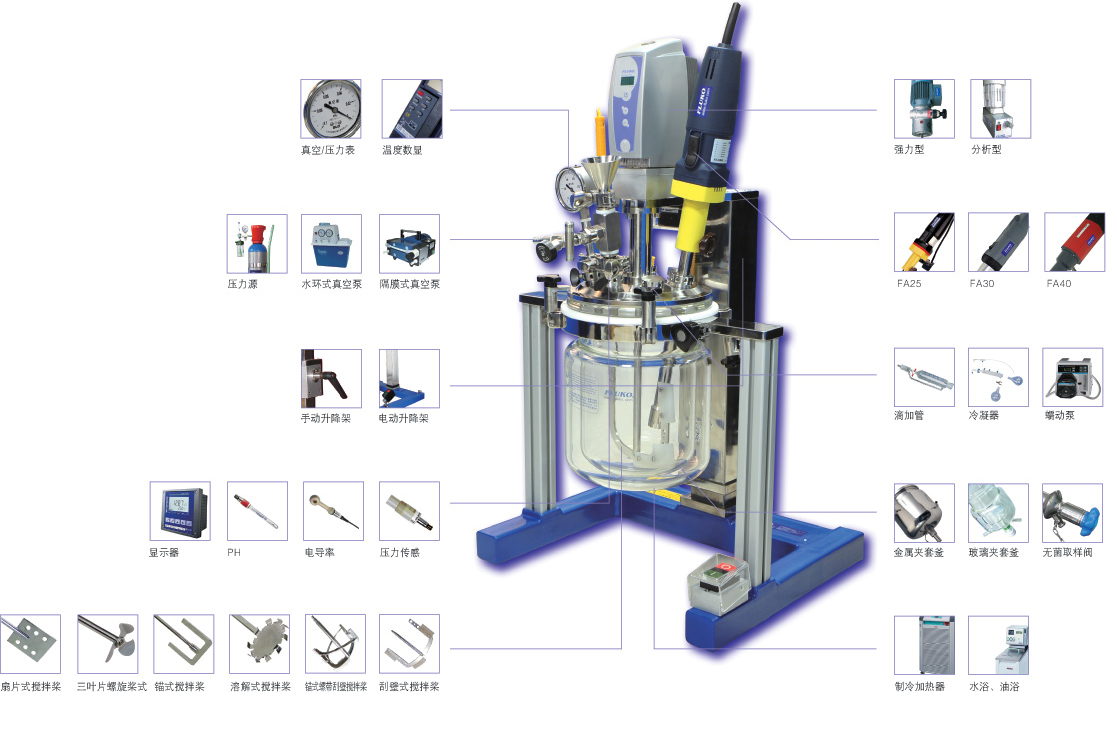 真空/压力表
温度数显
强力型
分析型
压力源
水环式真空泵
隔膜式真空泵
FA25
FA30
FA40
手动升降架
电动升降架
滴加管
冷凝器
蠕动泵
显示器
PH
电导率
压力传感
金属夹套釜
玻璃夹套釜
无菌取样阀
扇片式搅拌桨
三叶片螺旋桨式
锚式搅拌桨
溶解式搅拌桨
锚式螺带刮壁搅拌桨
刮壁式搅拌桨
制冷加热器
水浴、油浴
FLUKO
FLUKO